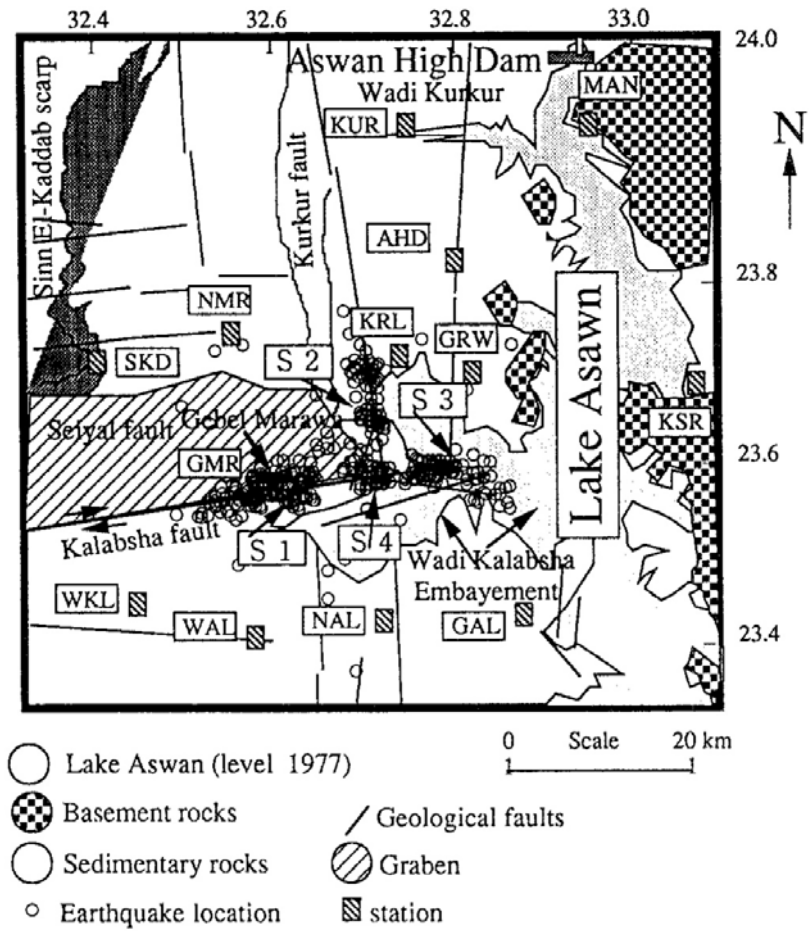 32.4 32.6 32.8 33.0
24.0
Aswan High Dam
MAN
Wadi Kurkur
KUR
N
Sinn El-Kaddab scarp
Kurkur fault
AHD
23.8
NMR
KRL
GRW
SKD
S 2
S 3
Lake Asawn
KSR
Seiyal fault
Gebel Marawa
23.6
GMR
Kalabsha fault
S 1
S 4
Wadi Kalabsha
Embayement
WKL
WAL
NAL
GAL
23.4
0 Scale 20 km
Lake Aswan (level 1977)
Basement rocks
Geological faults
Sedimentary rocks
Graben
Earthquake location
station